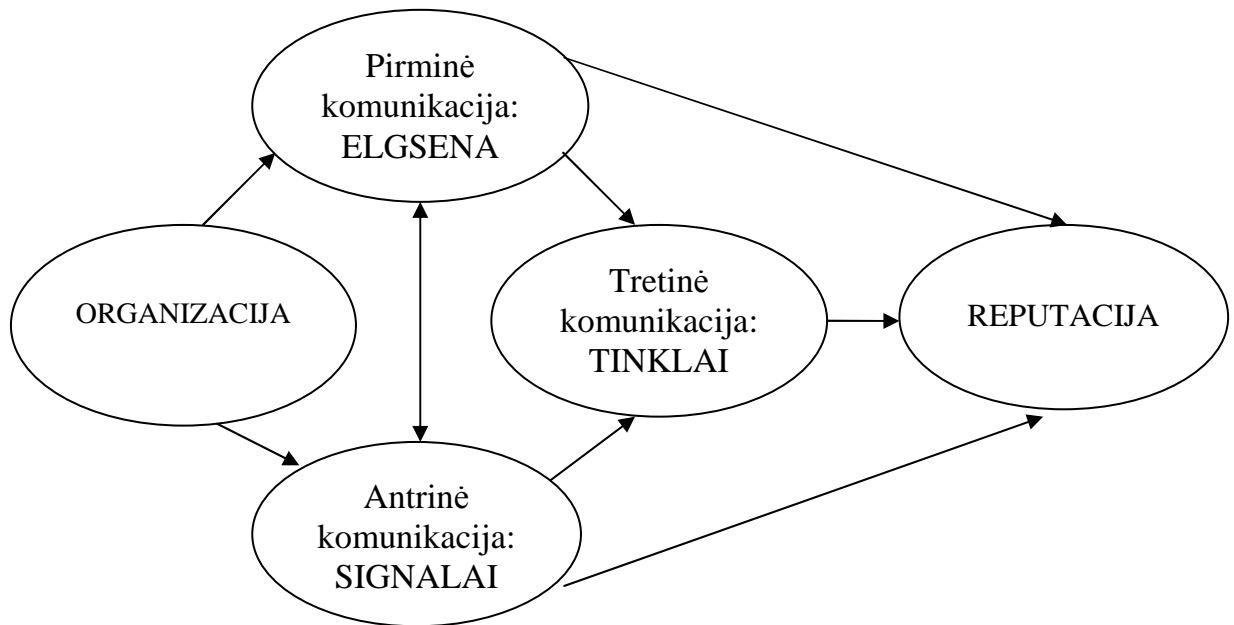 Pirminė
komunikacija:
ELGSENA
ORGANIZACIJA
Tretinė
komunikacija:
TINKLAI
REPUTACIJA
Antrinė
komunikacija:
SIGNALAI